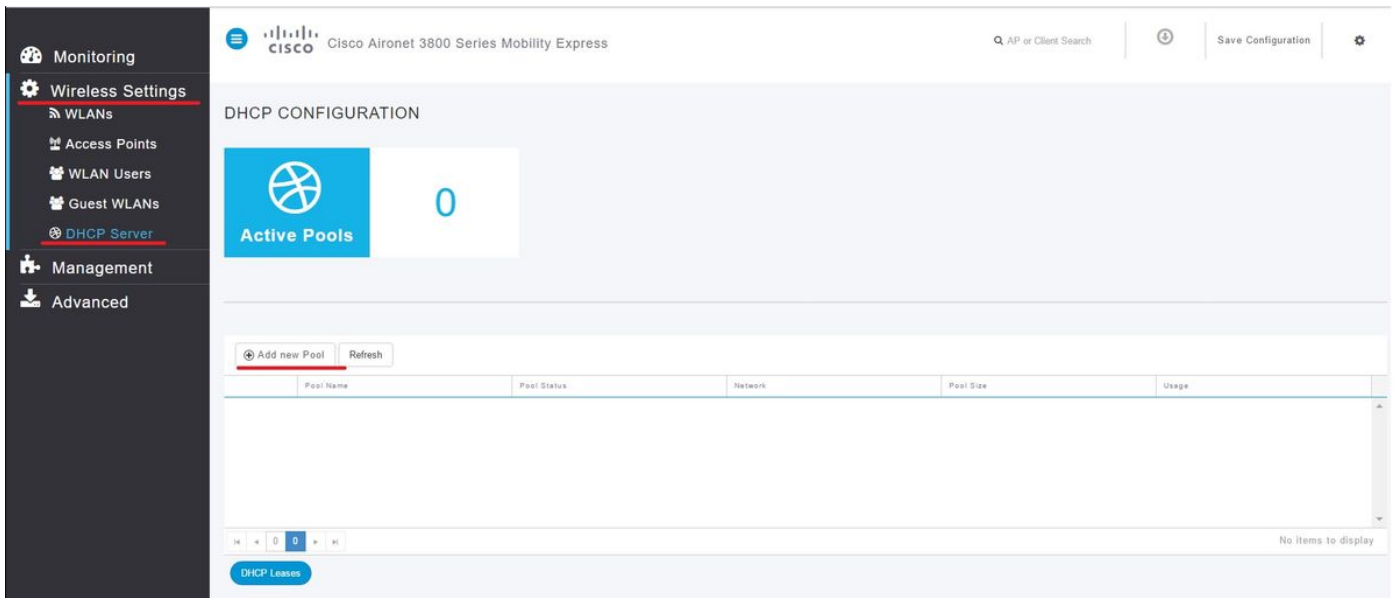 Monitoring
Wireless Settings
WLANs
Access Points
WLAN Users
Guest WLANs
DHCP Server
Management
Advanced
CISCO Cisco Aironet 3800 Series Mobility Express
AP or Client Search
Save Configuration
DHCP CONFIGURATION
Active Pools
0
Add new Pool Refresh
Pool Name Pool Status Network Pool Size Usage
0 0
No items to display
DHCP Leases